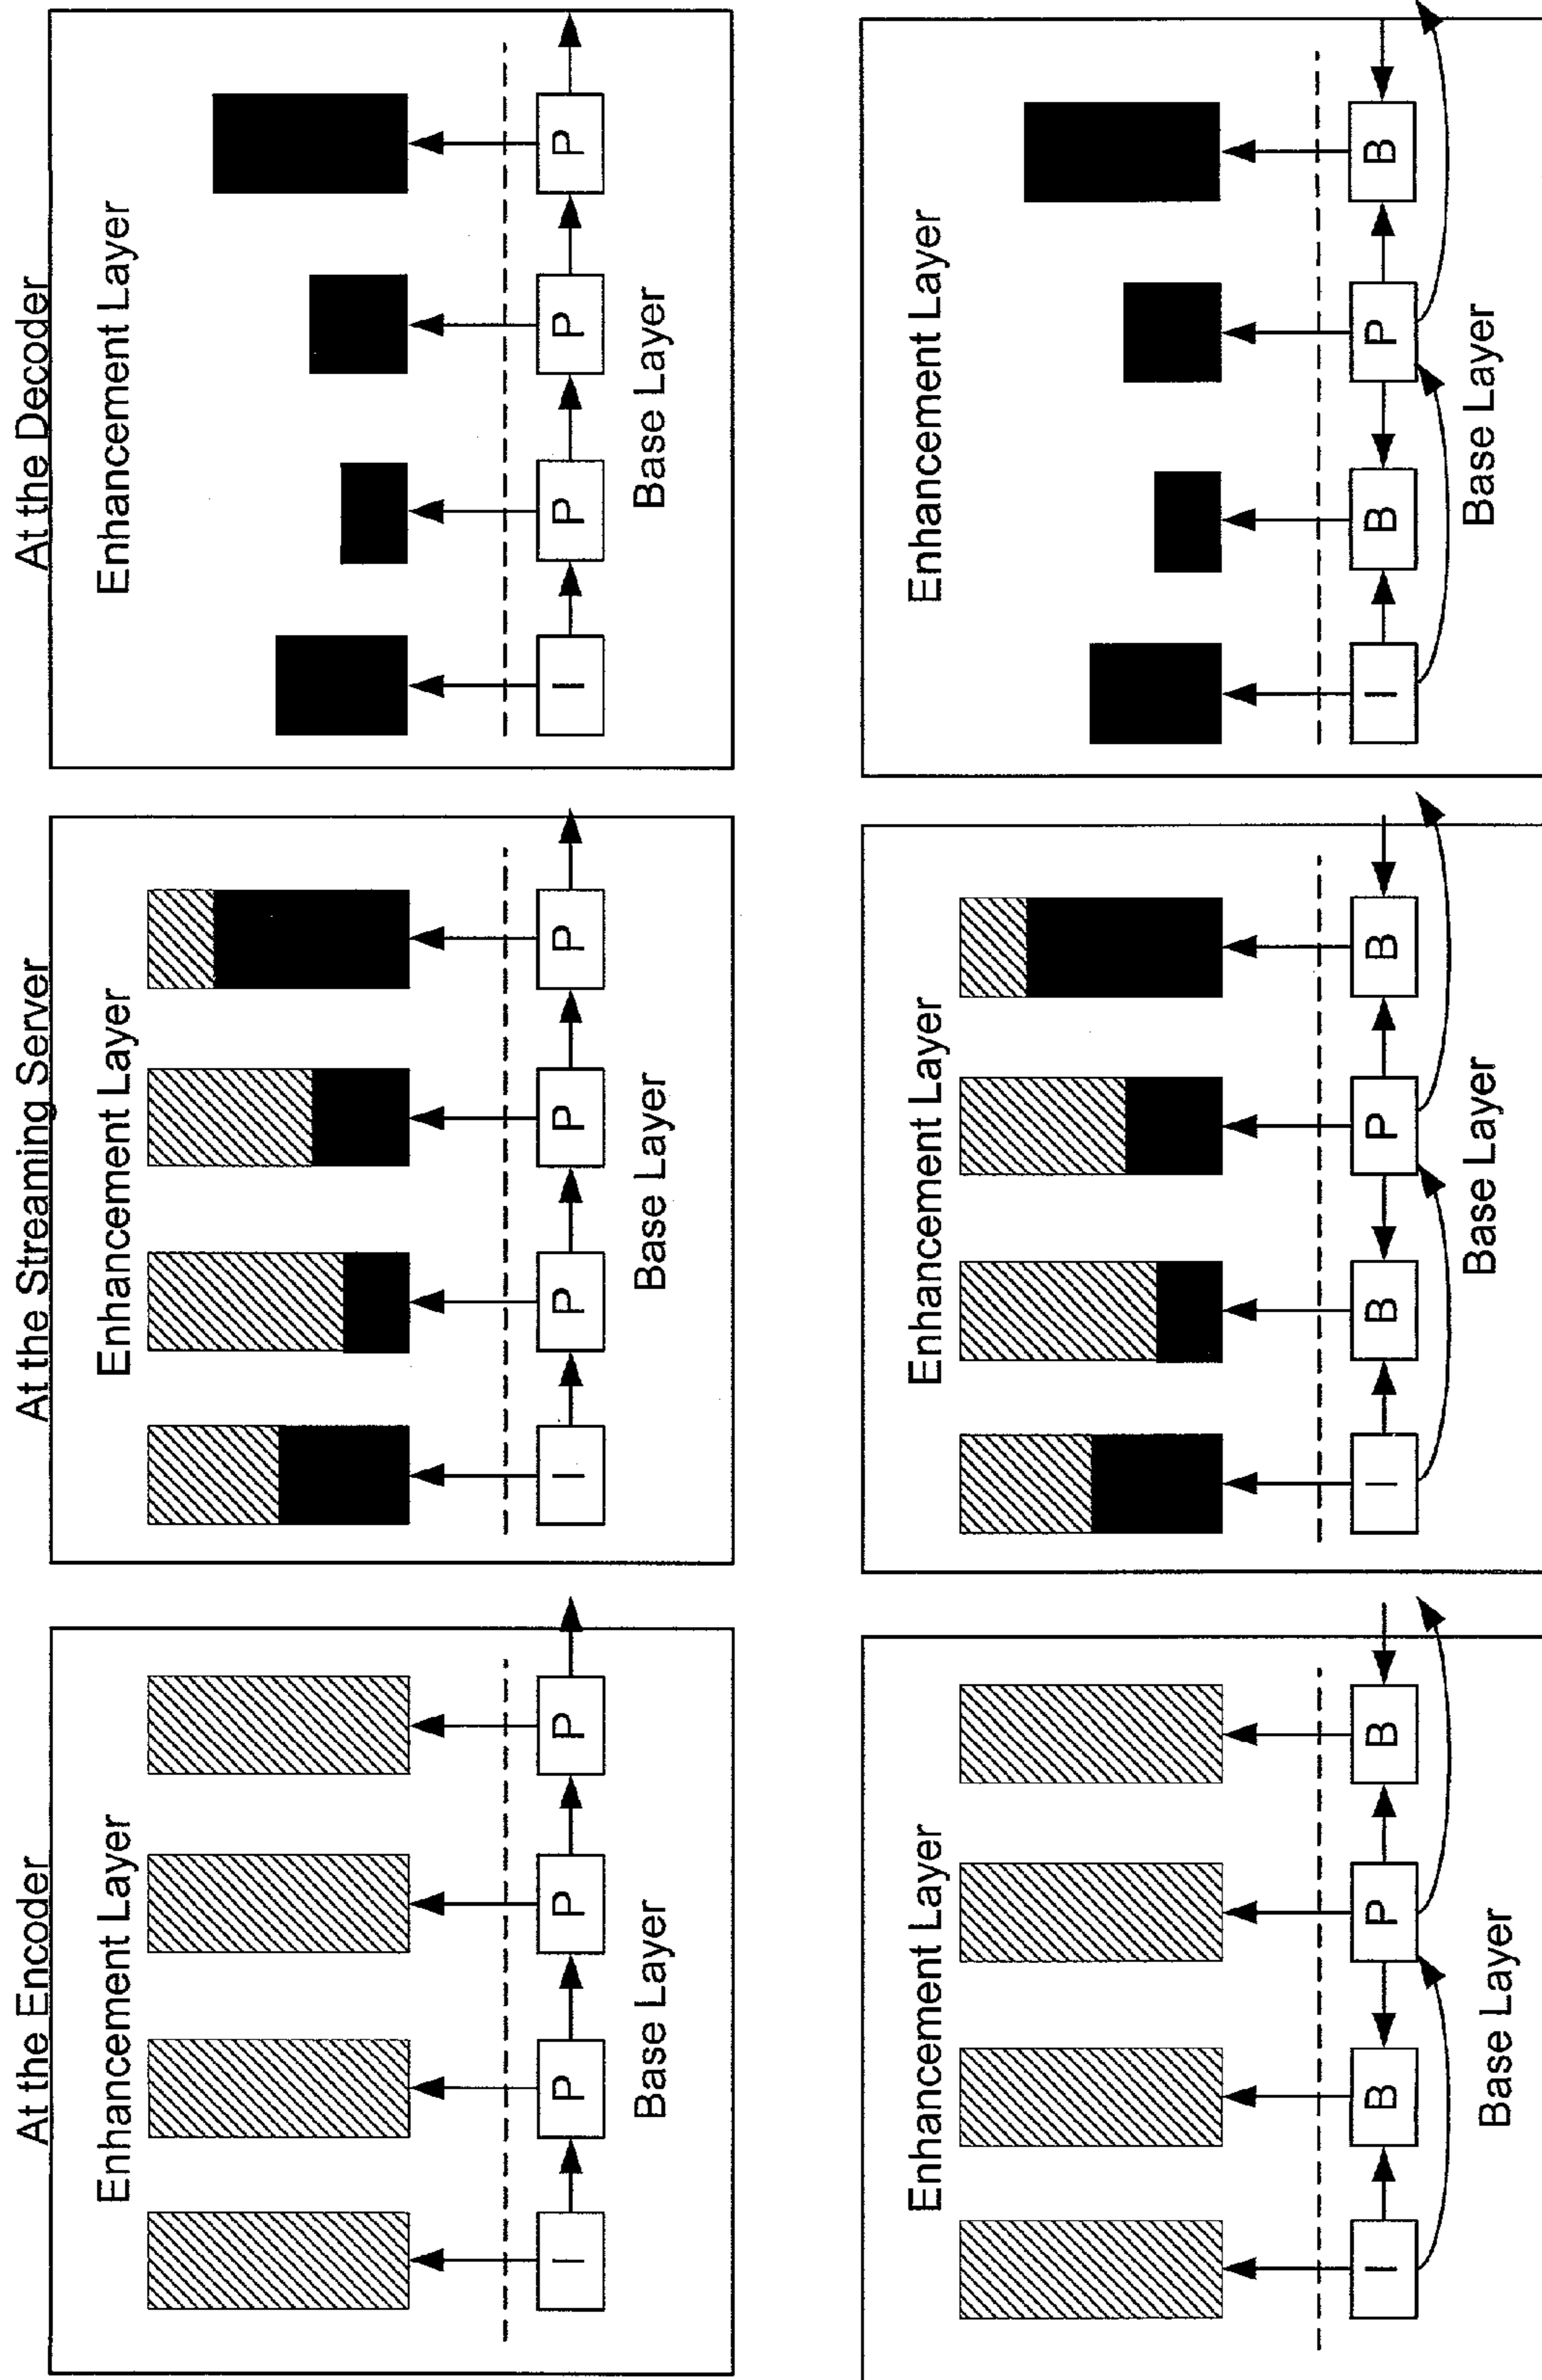 At the Encoder
Enhancement Layer
I P P P
Base Layer
At the Streaming Server
Enhancement Layer
I P P P
Base Layer
At the Decoder
Enhancement Layer
I P P P
Base Layer
Enhancement Layer
I B P B
Base Layer
Enhancement Layer
I B P B
Base Layer
Enhancement Layer
I B P B
Base Layer